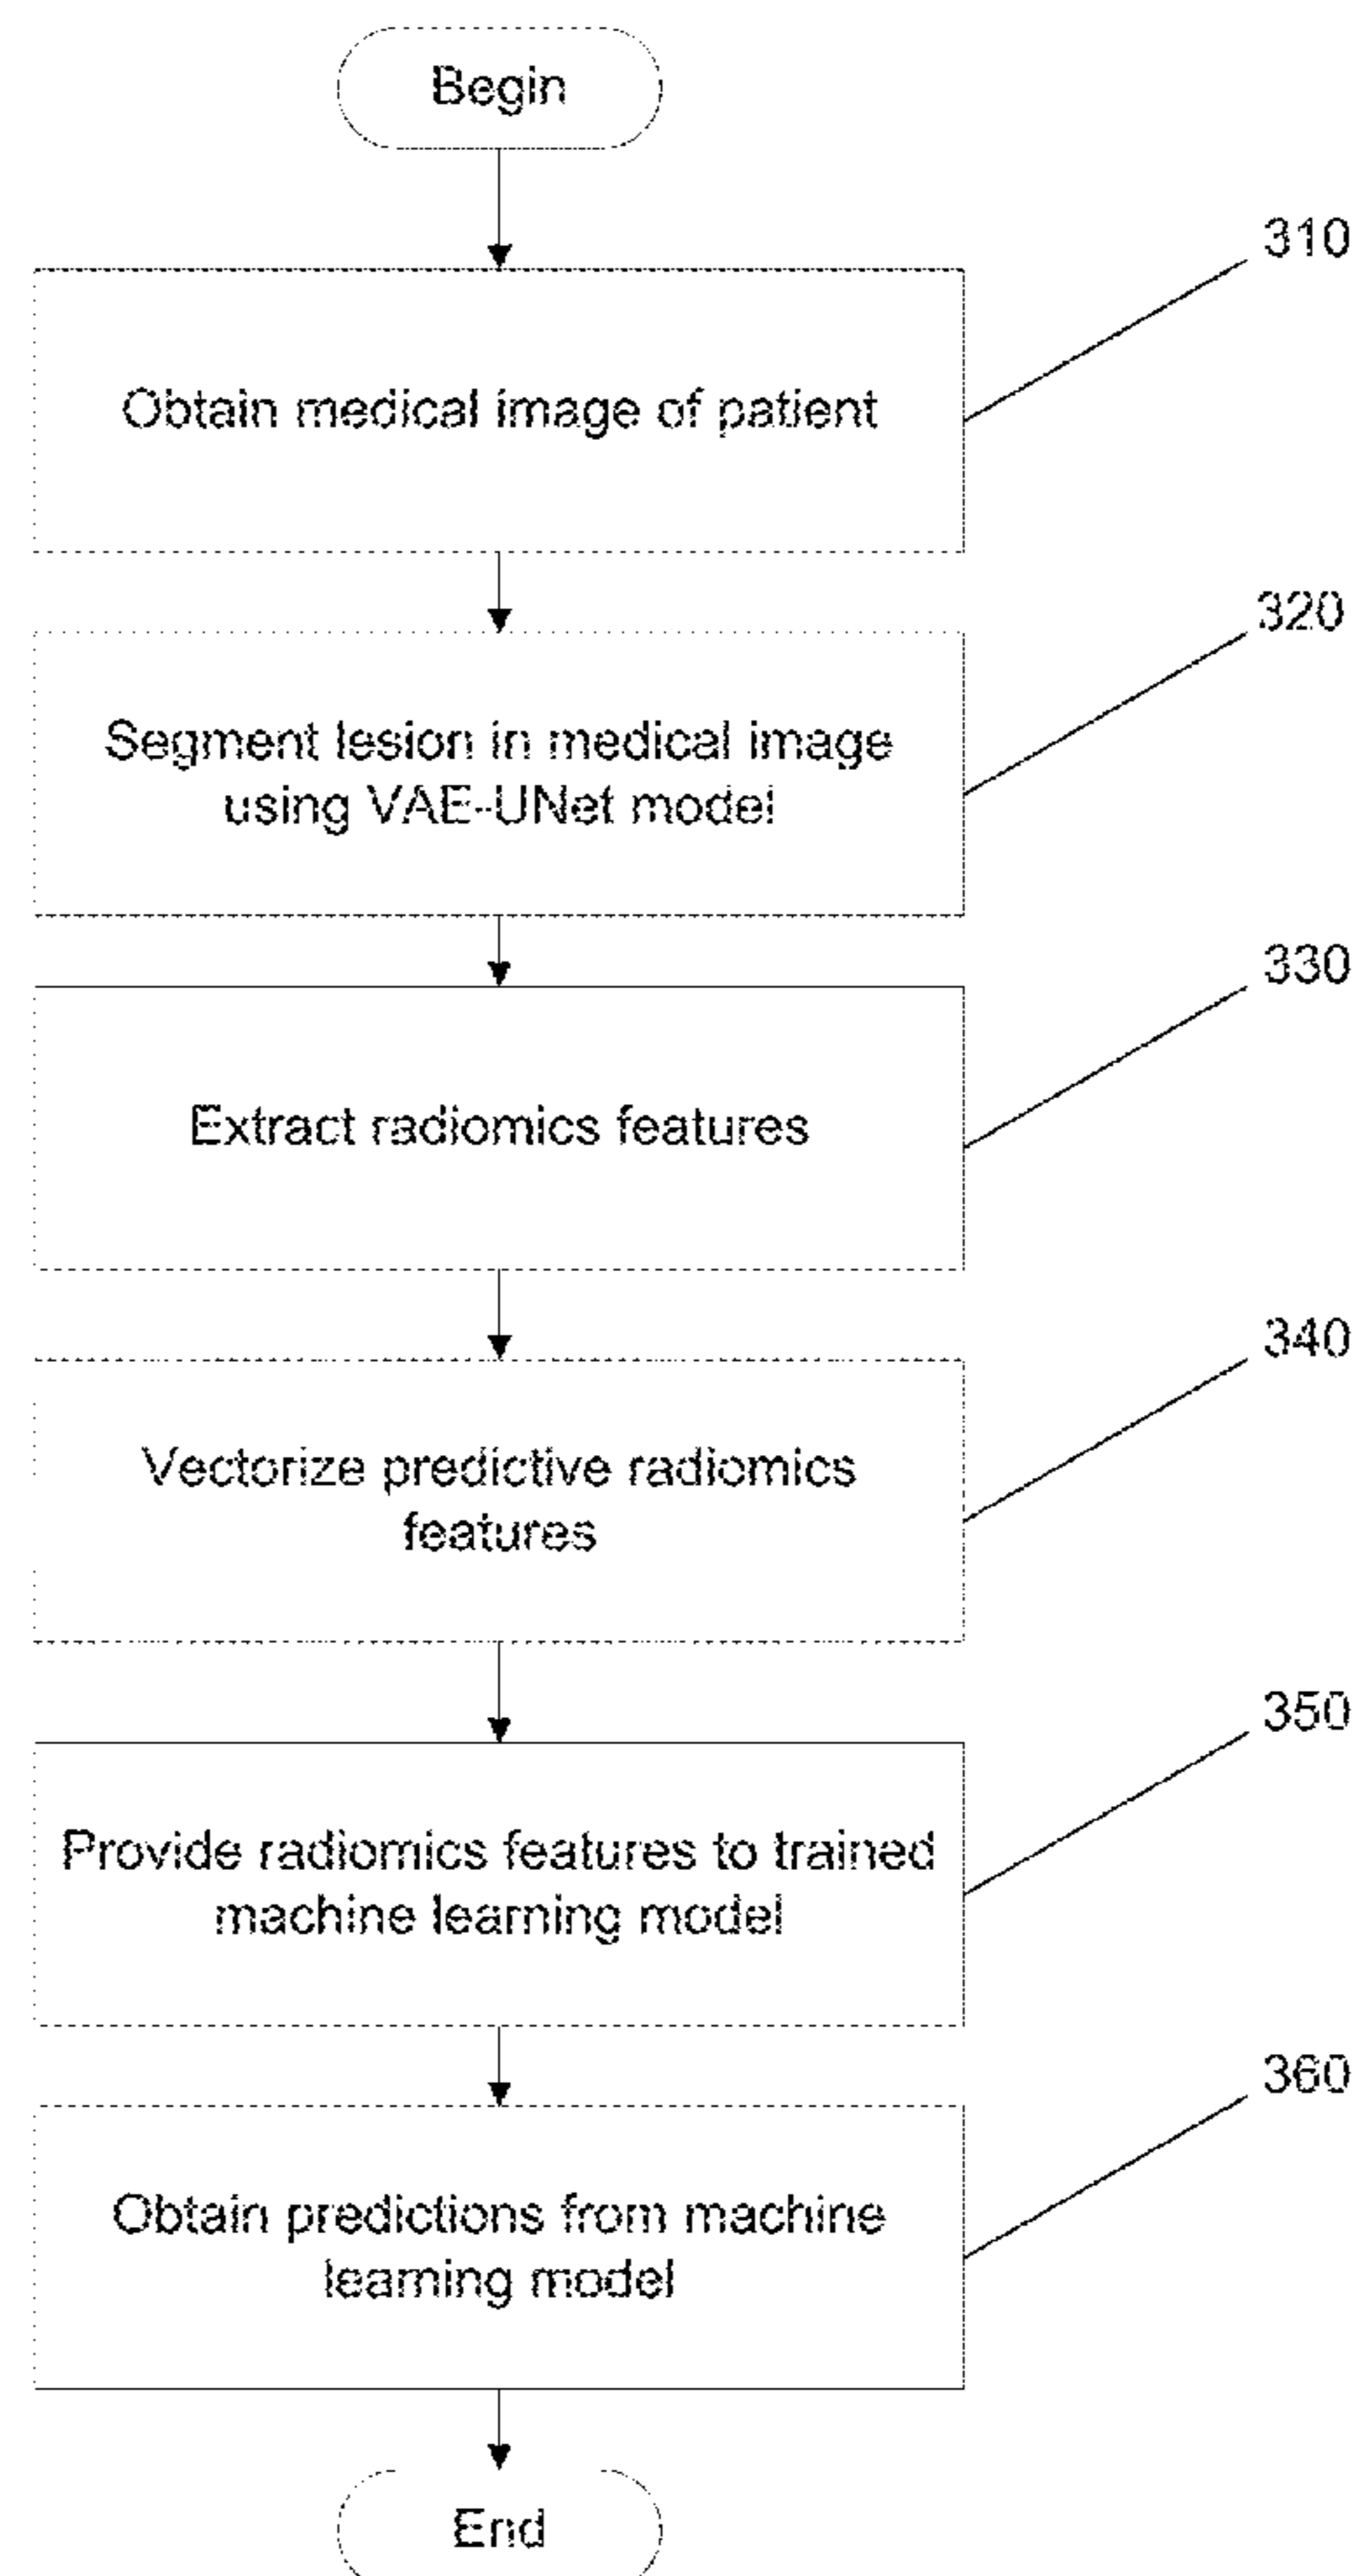 Begin
310
Obtain medical image of patient
320
Segment lesion in medical image
using VAE-UNet model
330
Extract radiomics features
340
Vectorize predictive radiomics
features
350
Provide radiomics features to trained
machine learning model
360
Obtain predictions from machine
learning model
End